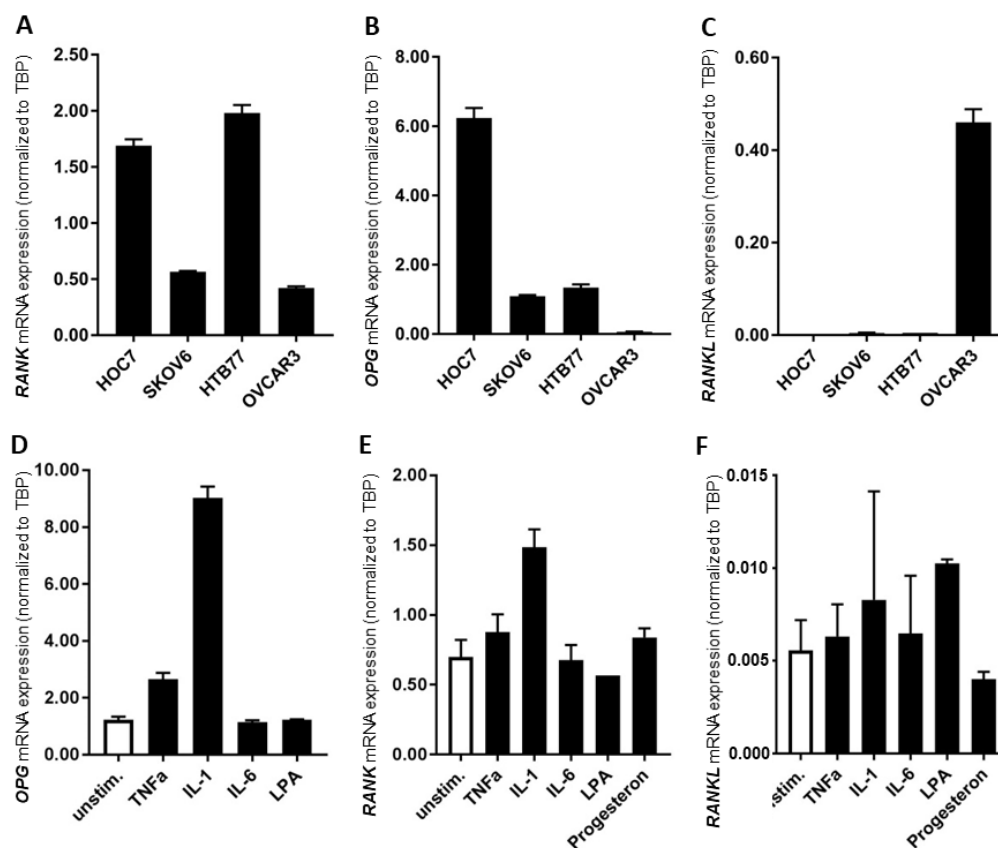 A
RANK mRNA expression (normalized to TBP)
2.50
2.00
1.50
1.00
0.50
0.00
HOC7
SKOV6
HTB77
OVCAR3
B
OPG mRNA expression (normalized to TBP)
8.00
6.00
4.00
2.00
0.00
HOC7
SKOV6
HTB77
OVCAR3
C
RANKL mRNA expression (normalized to TBP)
0.60
0.40
0.20
0.00
HOC7
SKOV6
HTB77
OVCAR3
D
OPG mRNA expression (normalized to TBP)
10.00
8.00
6.00
4.00
2.00
0.00
unstim.
TNFa
IL-1
IL-6
LPA
E
RANK mRNA expression (normalized to TBP)
2.00
1.50
1.00
0.50
0.00
unstim.
TNFa
IL-1
IL-6
LPA
Progesteron
F
RANKL mRNA expression (normalized to TBP)
0.015
0.010
0.005
0.000
.stim.
TNFa
IL-1
IL-6
LPA
Progesteron